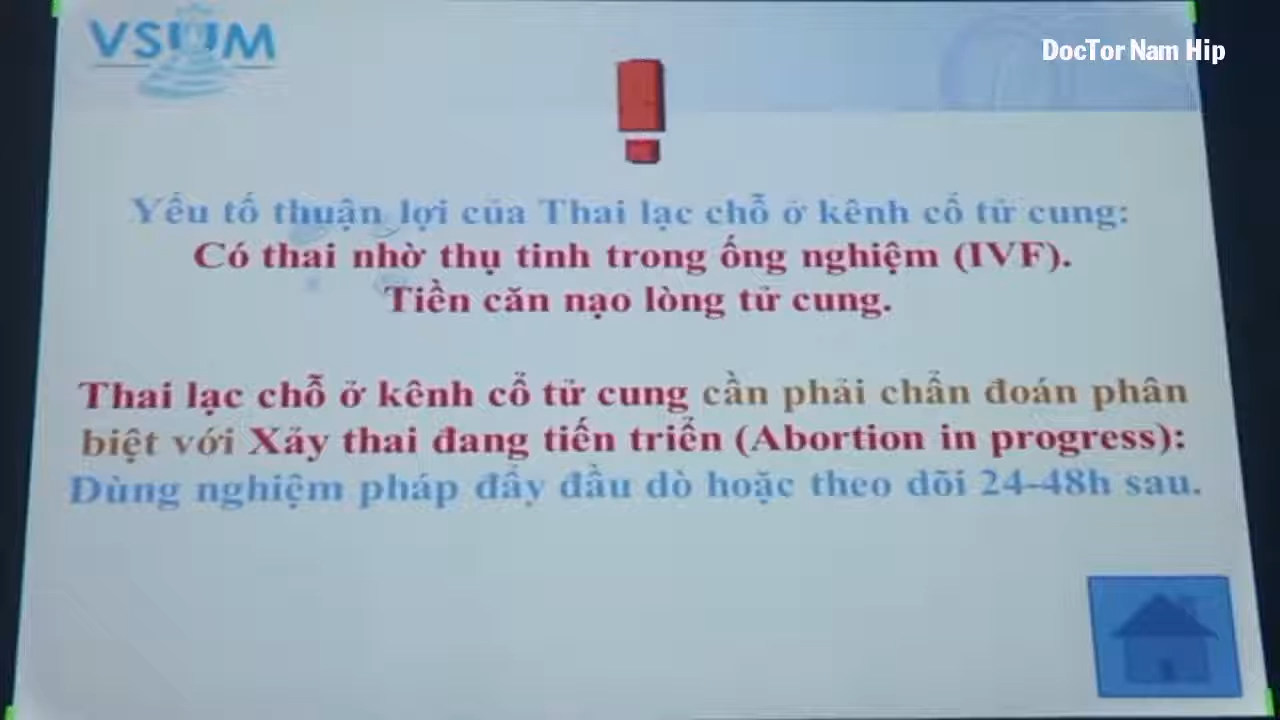 VSUM
DocTor Nam Hip
!
Yếu tố thuận lợi của Thai lạc chỗ ở kênh cổ tử cung:
Có thai nhờ thụ tinh trong ống nghiệm (IVF).
Tiền căn nạo lòng tử cung.
Thai lạc chỗ ở kênh cổ tử cung cần phải chẩn đoán phân
biệt với Xảy thai đang tiến triển (Abortion in progress):
Dùng nghiệm pháp đẩy đầu dò hoặc theo dõi 24-48h sau.